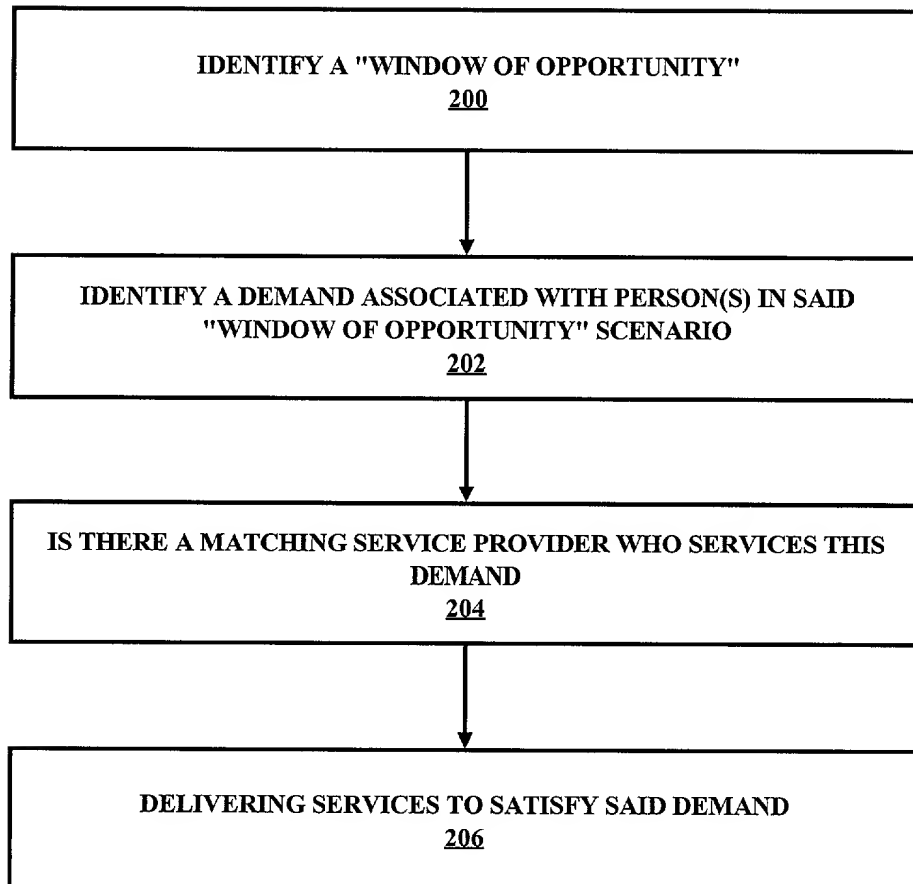 IDENTIFY A "WINDOW OF OPPORTUNITY"
200
IDENTIFY A DEMAND ASSOCIATED WITH PERSON(S) IN SAID
"WINDOW OF OPPORTUNITY" SCENARIO
202
IS THERE A MATCHING SERVICE PROVIDER WHO SERVICES THIS
DEMAND
204
DELIVERING SERVICES TO SATISFY SAID DEMAND
206